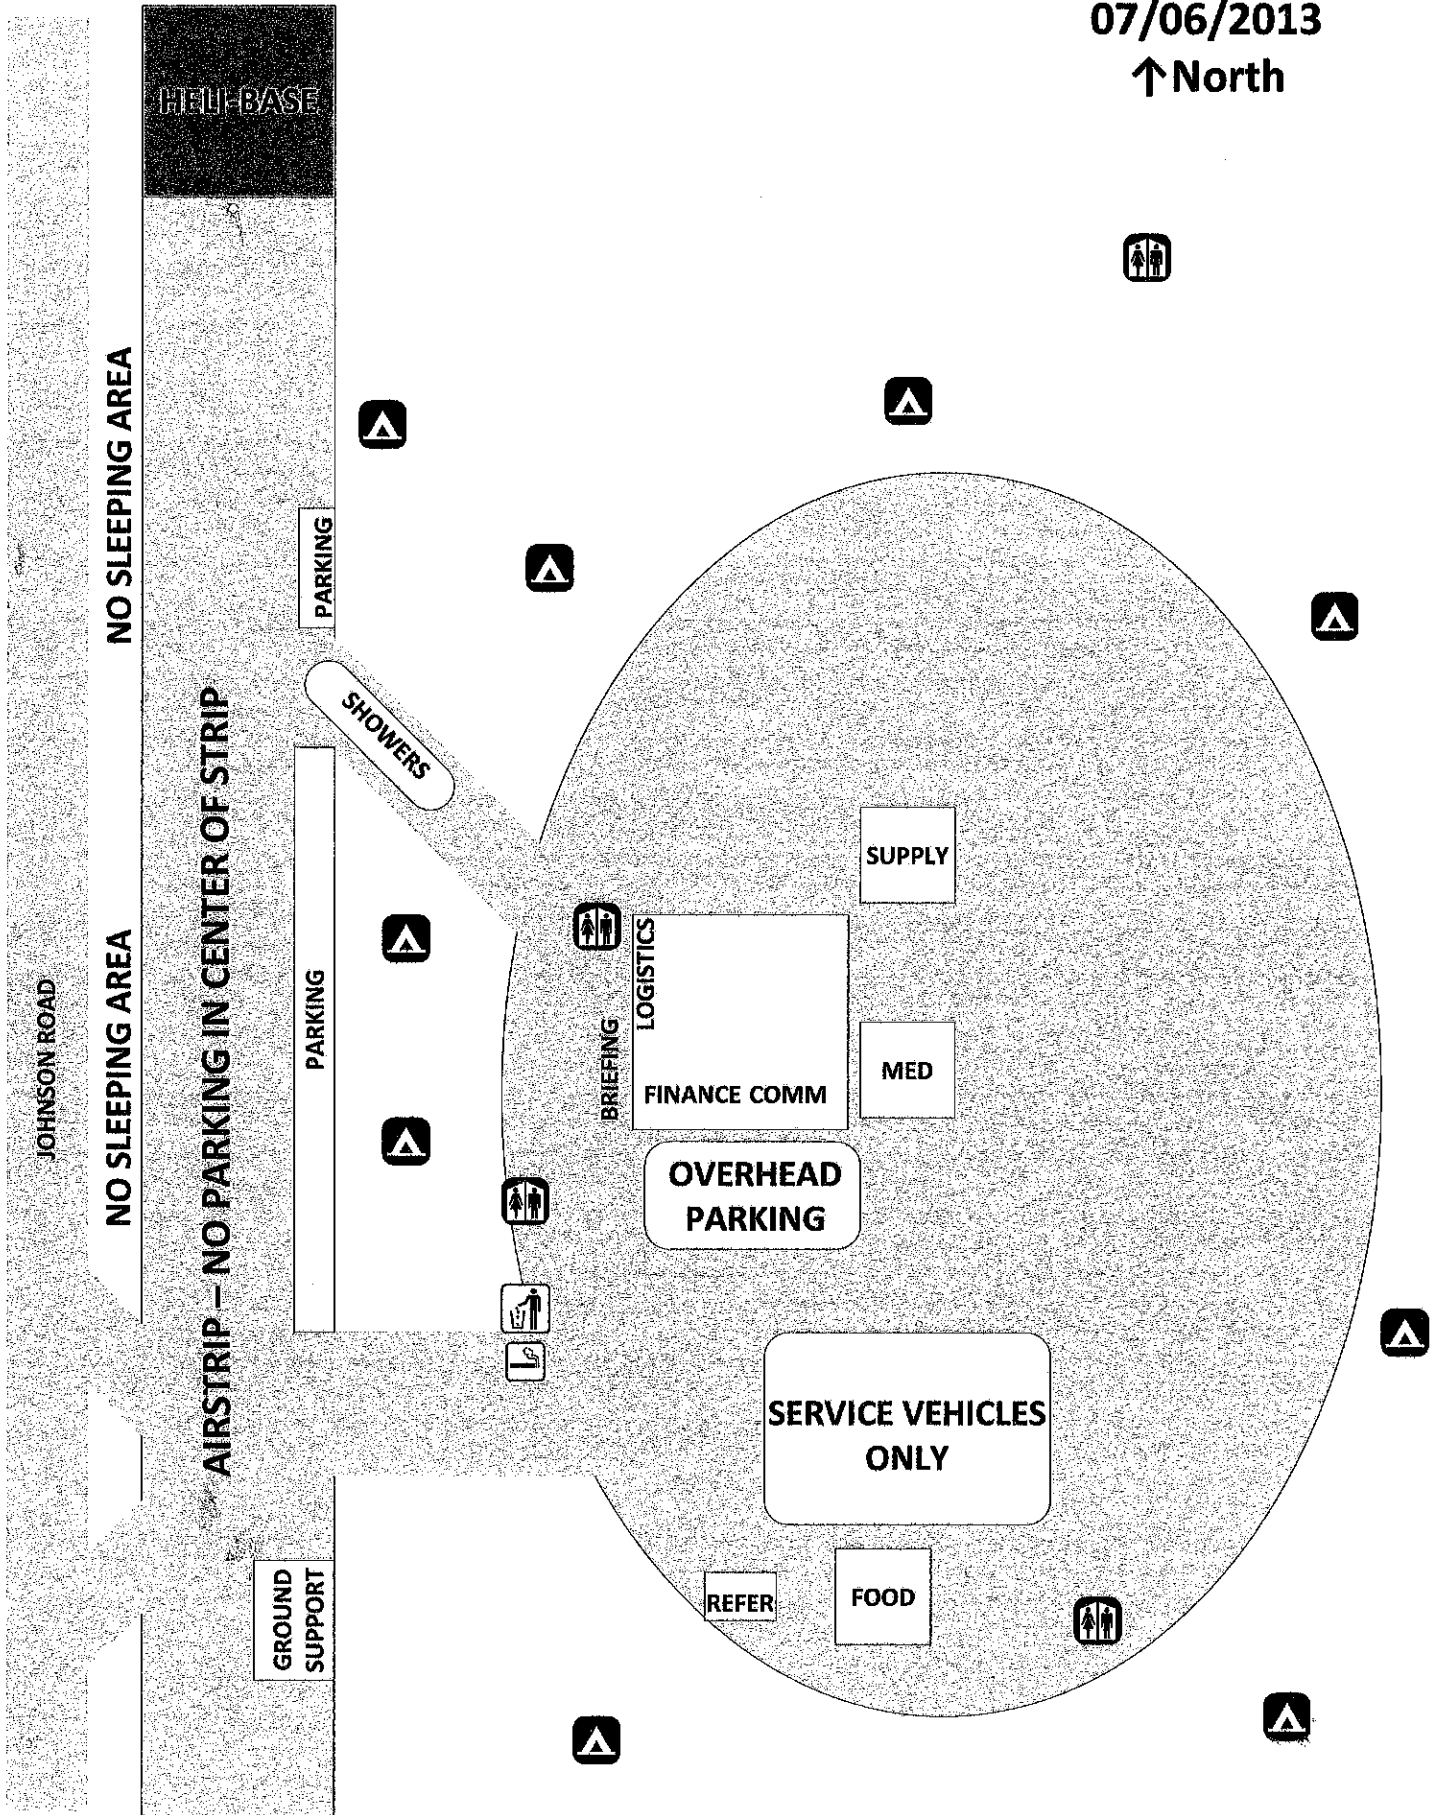 07/06/2013
↑North
HELI-BASE
NO SLEEPING AREA
PARKING
SHOWERS
AIRSTRIP – NO PARKING IN CENTER OF STRIP
SUPPLY
JOHNSON ROAD
NO SLEEPING AREA
PARKING
LOGISTICS
BRIEFING
MED
FINANCE COMM
OVERHEAD
PARKING
SERVICE VEHICLES
ONLY
GROUND
SUPPORT
REFER
FOOD